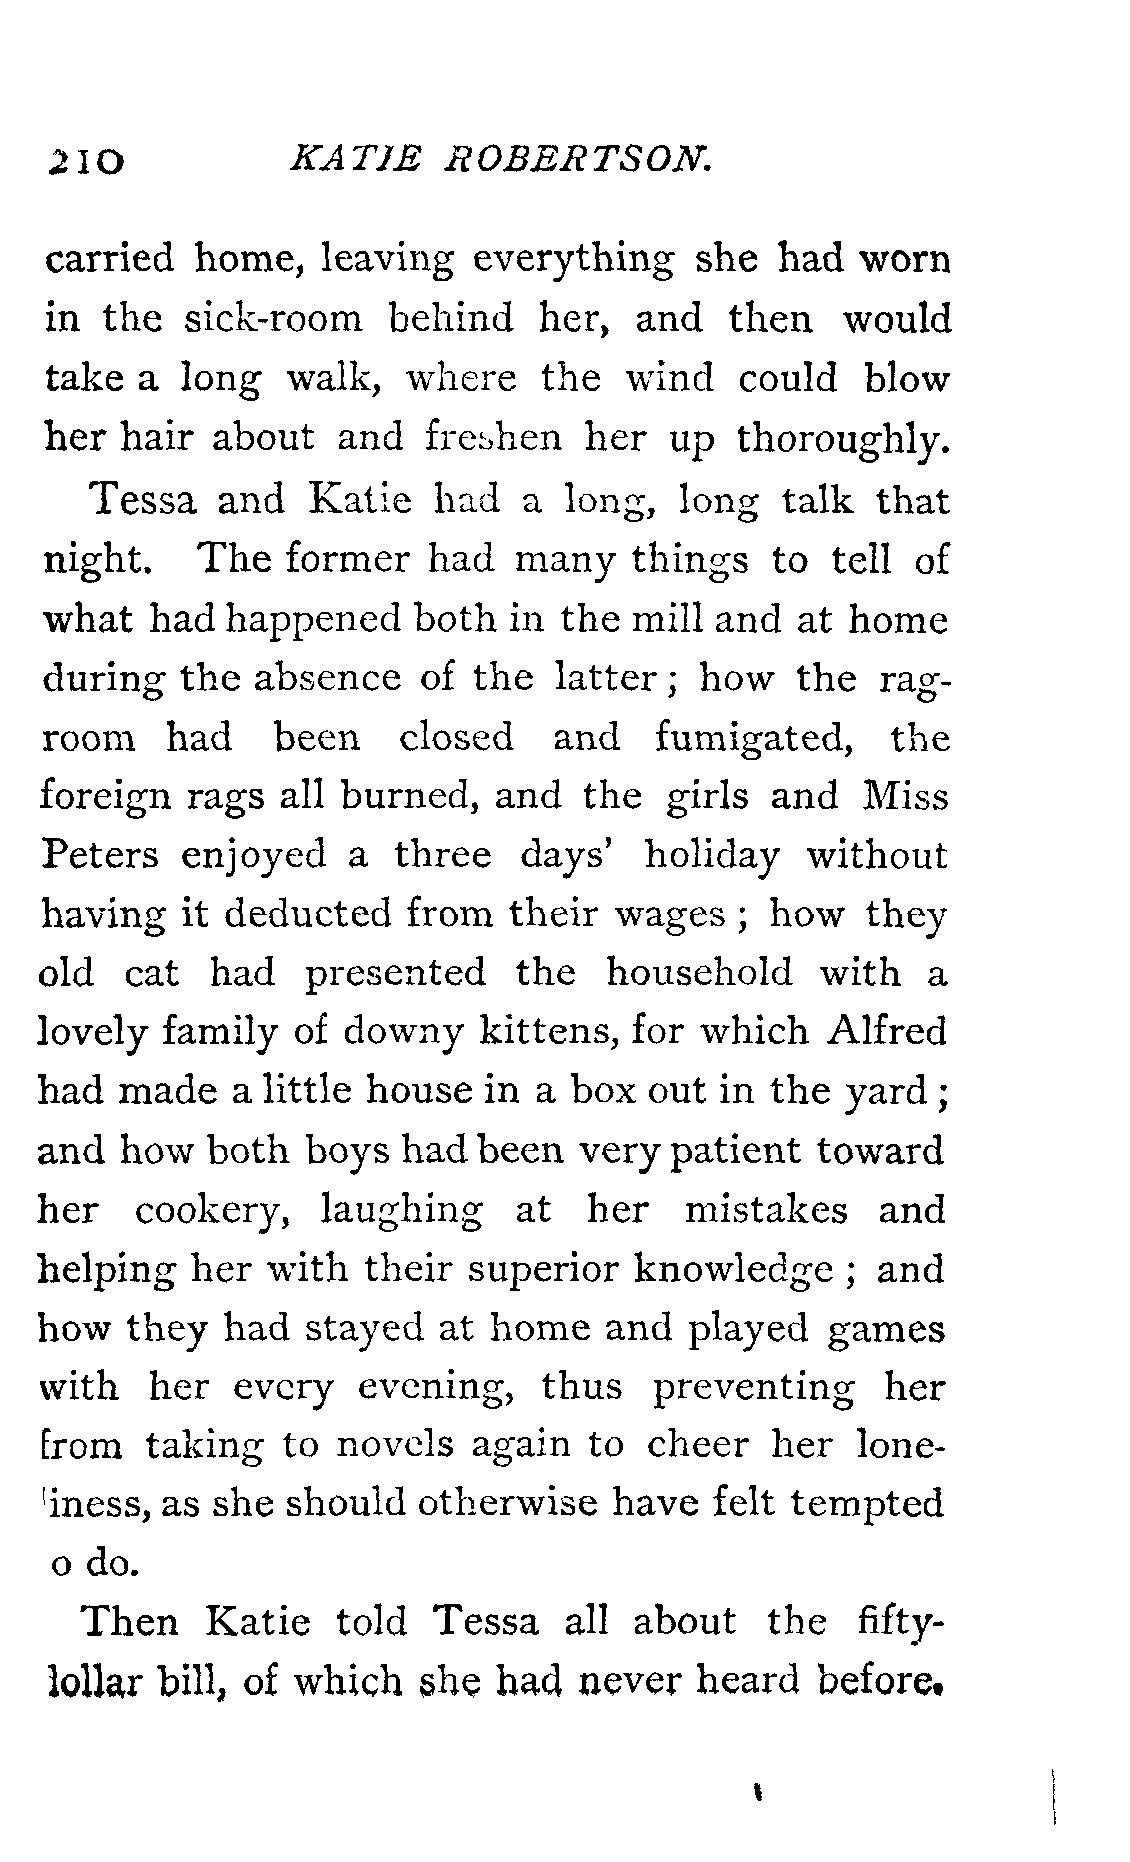 210 KATIE ROBERTSON.
carried home, leaving everything she had worn
in the sick-room behind her, and then would
take a long walk, where the wind could blow
her hair about and freshen her up thoroughly.
Tessa and Katie had a long, long talk that
night. The former had many things to tell of
what had happened both in the mill and at home
during the absence of the latter; how the rag-
room had been closed and fumigated, the
foreign rags all burned, and the girls and Miss
Peters enjoyed a three days' holiday without
having it deducted from their wages; how they
old cat had presented the household with a
lovely family of downy kittens, for which Alfred
had made a little house in a box out in the yard;
and how both boys had been very patient toward
her cookery, laughing at her mistakes and
helping her with their superior knowledge; and
how they had stayed at home and played games
with her every evening, thus preventing her
from taking to novels again to cheer her lone-
liness, as she should otherwise have felt tempted
o do.
Then Katie told Tessa all about the fifty-
lollar bill, of which she had never heard before.